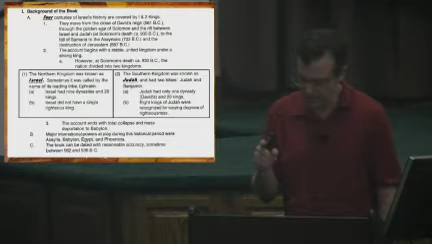 I. Background of the Book
A. Four centuries of Israel's history are covered by I & 2 Kings.
1. They move from the close of David's reign (961 B.C.),
through the golden age of Solomon and the rift between
Israel and Judah (at Solomon's death ca. 930 B.C.), to the
fall of Samaria to the Assyrians (722 B.C.) and the
destruction of Jerusalem (587 B.C.)
2. The account begins with a stable, united kingdom under a
strong king.
a. However, at Solomon's death ca. 930 B.C., the
nation divided into two kingdoms.
(1) The Northern Kingdom was known as
Israel. Sometimes it was called by the
name of its leading tribe, Ephraim.
(a) Israel had nine dynasties and 20
kings.
(b) Israel did not have a single
righteous king.
(2) The Southern Kingdom was known as
Judah, and had two tribes: Judah and
Benjamin.
(a) Judah had only one dynasty
(David's) and 20 kings.
(b) Eight kings of Judah were
recognized for varying degrees of
righteousness.
3. The account ends with total collapse and mass
deportation to Babylon.
B. Major international powers at play during this historical period were
Assyria, Babylon, Egypt, and Phoenicia.
C. The book can be dated with reasonable accuracy, sometime
between 562 and 536 B.C.